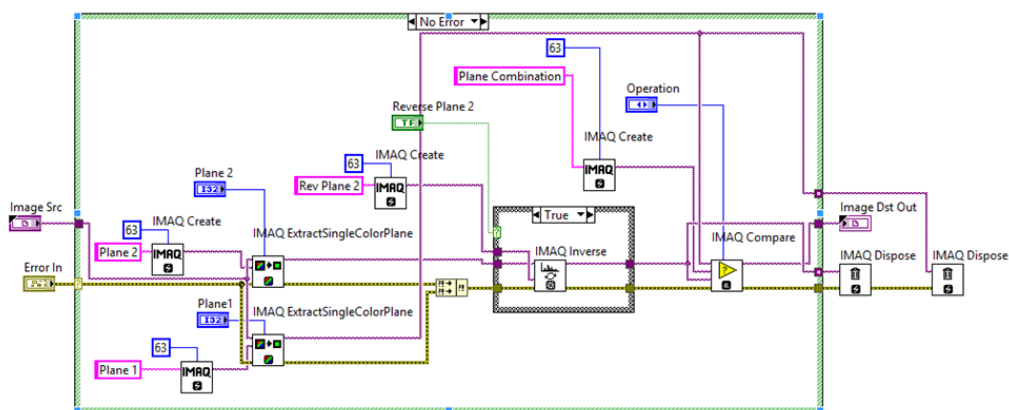 No Error
63
Plane Combination
Operation
Reverse Plane 2
TF
IMAQ Create
IMAQ Create
63
IMAQ
Plane 2
Rev Plane 2
IMAQ
I32
Image Src
IMAQ Create
True
Image Dst Out
63
IMAQ ExtractSingleColorPlane
IMAQ Compare
Plane 2
IMAQ
IMAQ Inverse
IMAQ Dispose
IMAQ Dispose
Error In
?
?
?
Plane1
I32
IMAQ ExtractSingleColorPlane
63
Plane 1
IMAQ